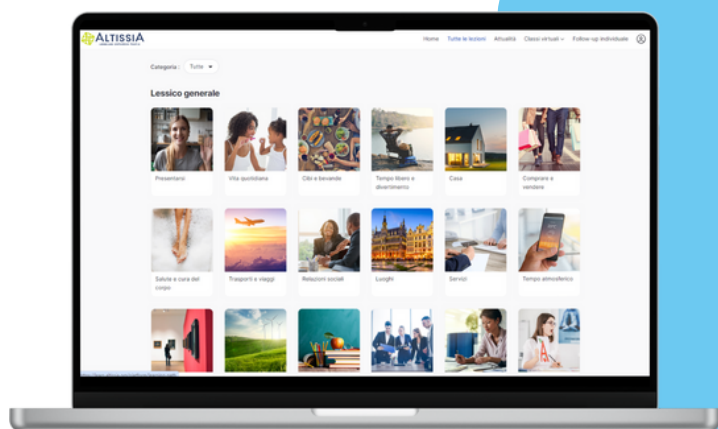 ALTISSIA
Home Tutte le lezioni Attualità Classi virtuali Follow-up individuale
Categoria : Tutte
Lessico generale
Presentarsi
Vita quotidiana
Cibi e bevande
Tempo libero e
divertimento
Casa
Comprare e
vendere
Salute e cura del
corpo
Trasporti e viaggi
Relazioni sociali
Luoghi
Servizi
Tempo atmosferico